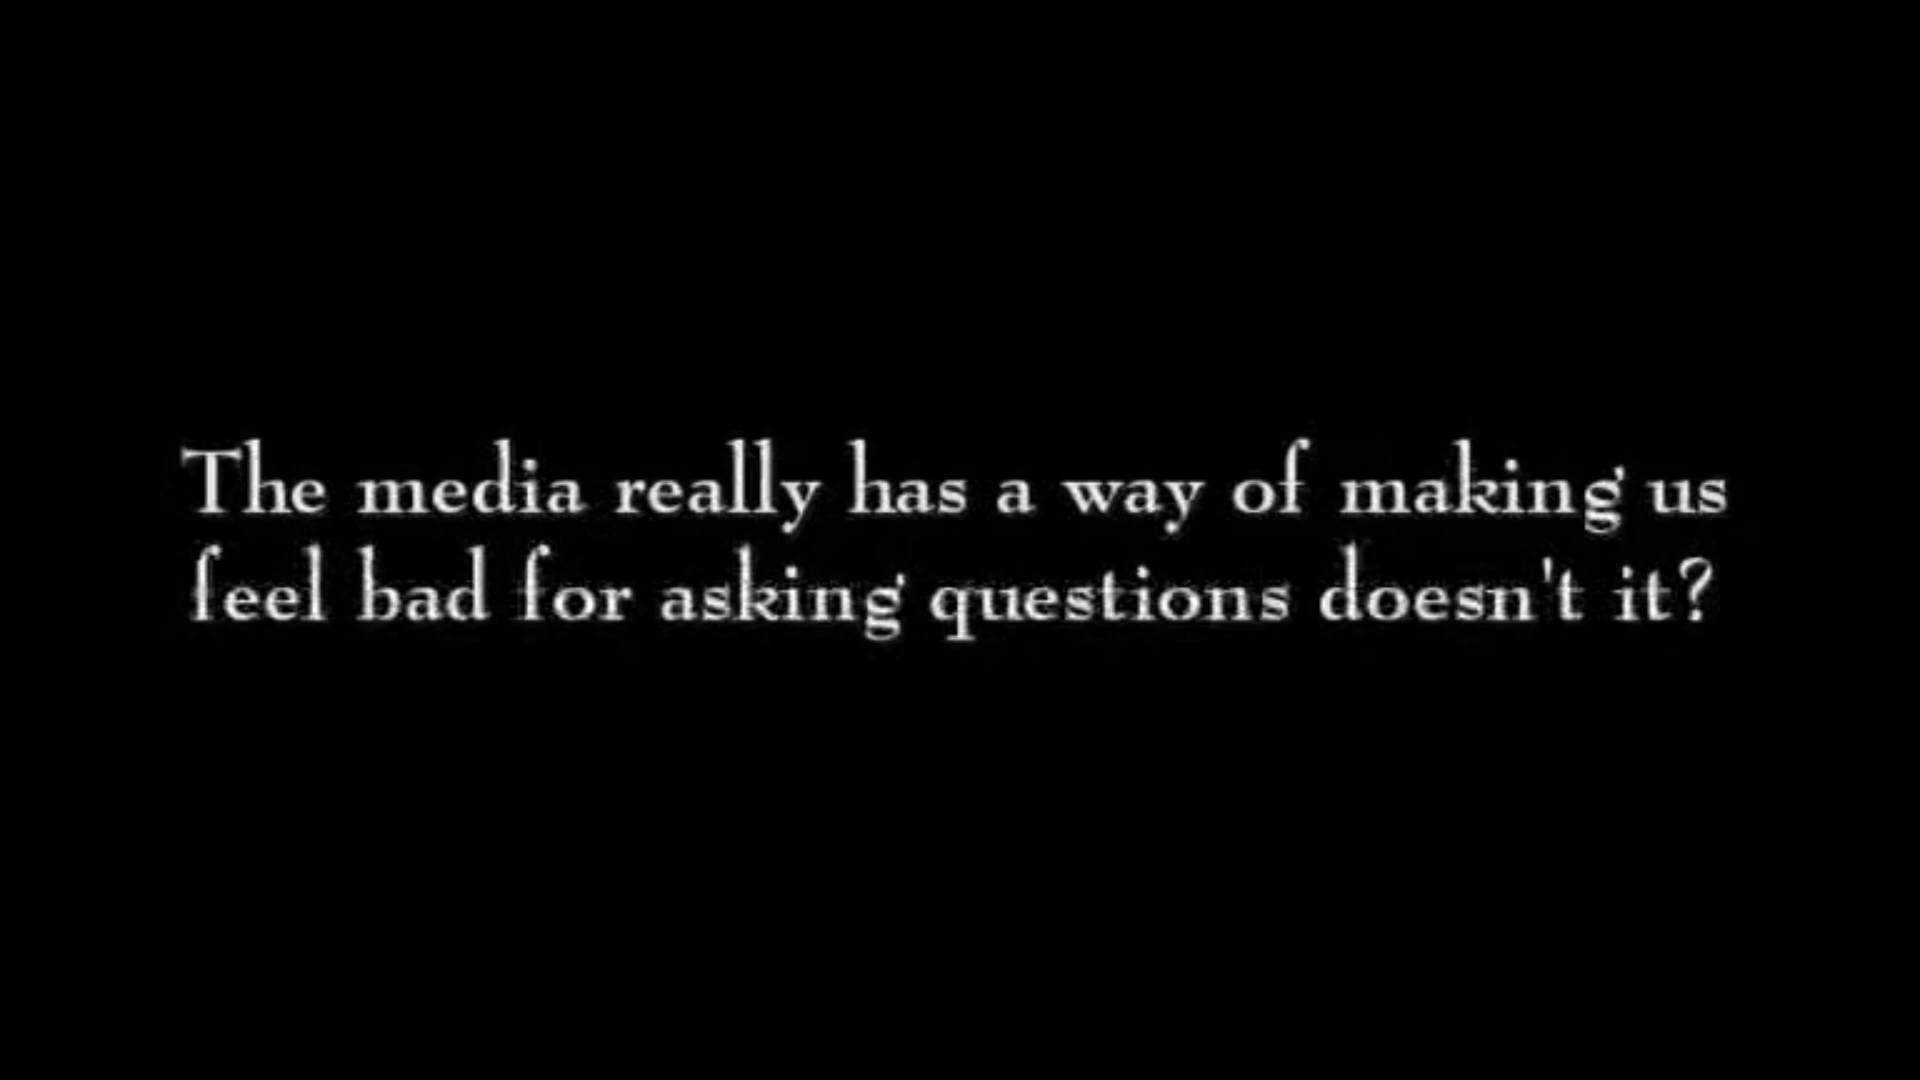 The media really has a way of making us
feel bad for asking questions doesn't it?